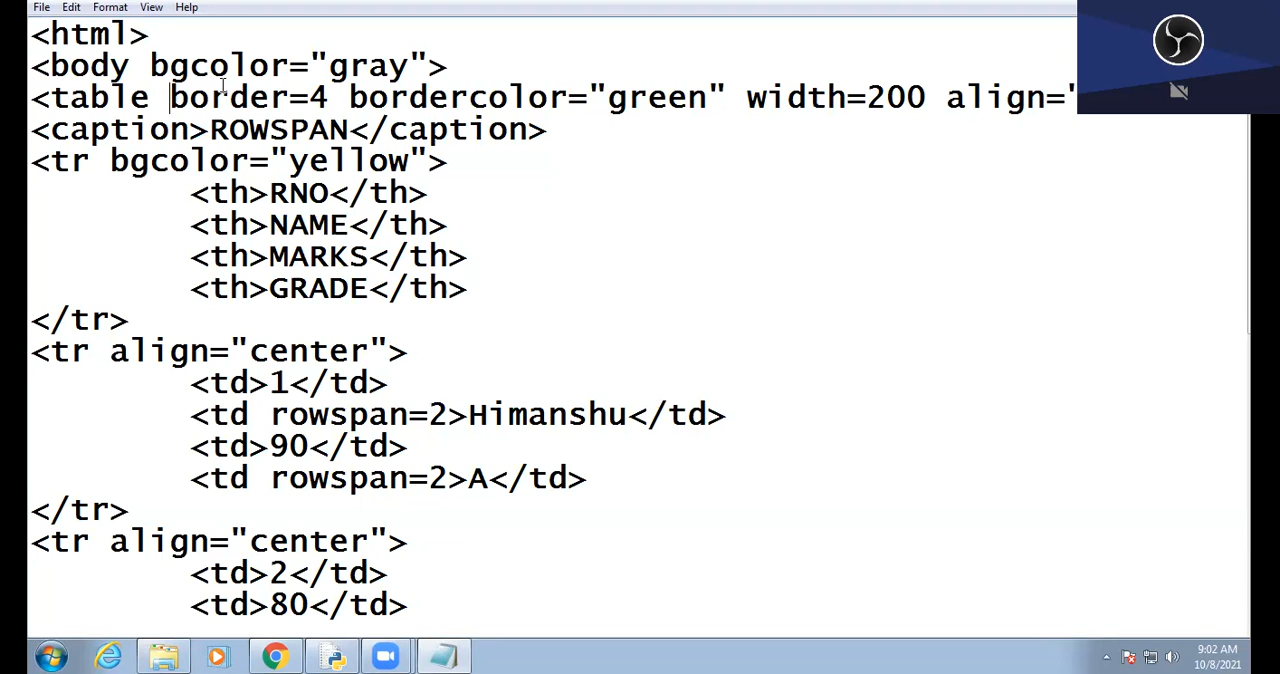 File Edit Format View Help
<html>
<body bgcolor="gray">
<table border=4 bordercolor="green" width=200 align="
<caption>ROWSPAN</caption>
<tr bgcolor="yellow">
<th>RNO</th>
<th>NAME</th>
<th>MARKS</th>
<th>GRADE</th>
</tr>
<tr align="center">
<td>1</td>
<td rowspan=2>Himanshu</td>
<td>90</td>
<td rowspan=2>A</td>
</tr>
<tr align="center">
<td>2</td>
<td>80</td>
9:02 AM
10/8/2021